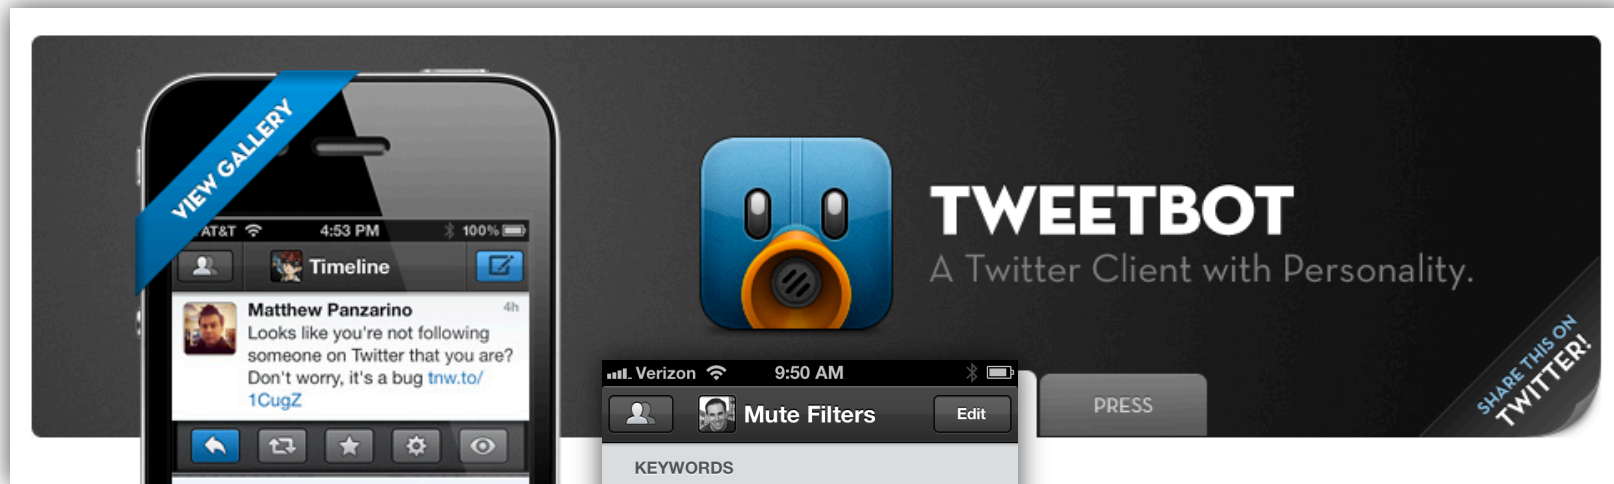 VIEW GALLERY
AT&T 4:53 PM 100%
Timeline
Matthew Panzarino 4h
Looks like you're not following
someone on Twitter that you are?
Don't worry, it's a bug tnw.to/
1CugZ
TWEETBOT
A Twitter Client with Personality.
Verizon 9:50 AM
Mute Filters Edit
KEYWORDS
PRESS
SHARE THIS ON
TWITTER!